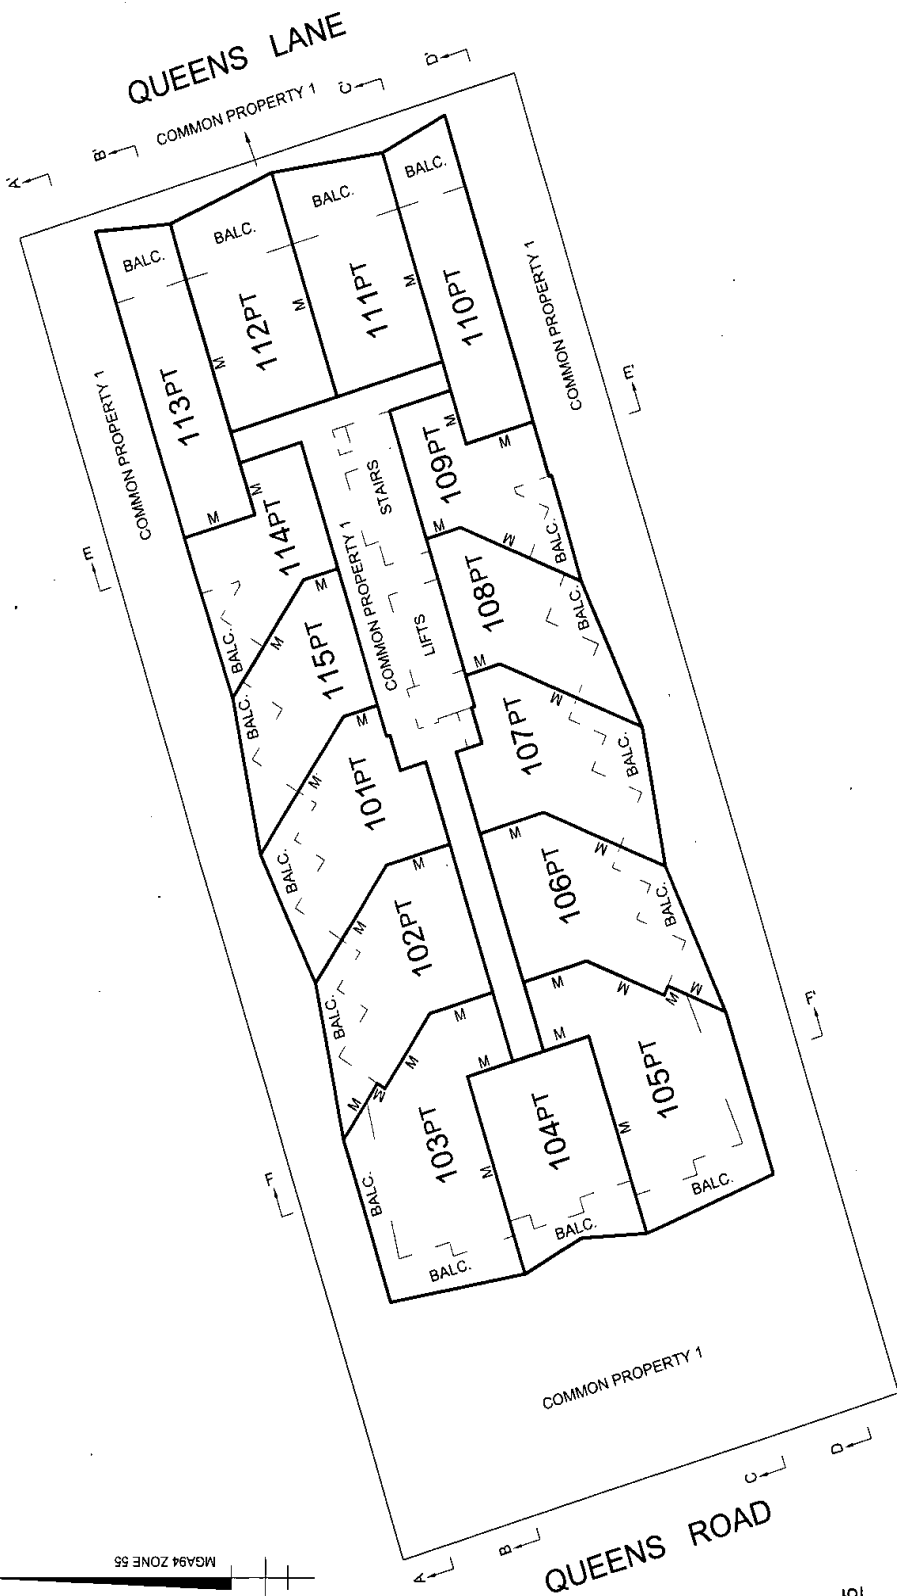 QUEENS LANE
COMMON PROPERTY 1
A'
B'
C'
D'
BALC.
BALC.
BALC.
BALC.
113PT
M
112PT
M
111PT
M
110PT
COMMON PROPERTY 1
COMMON PROPERTY 1
E'
E
M
M
114PT
M
109PT
M
STAIRS
COMMON PROPERTY 1
LIFTS
BALC.
M
M
BALC.
M
M
115PT
108PT
BALC.
BALC.
M
M
M
M
101PT
107PT
BALC.
BALC.
M
M
M
M
102PT
106PT
BALC.
BALC.
M
M
M
M
M
M
M
M
M
M
103PT
104PT
105PT
M
M
BALC.
BALC.
BALC.
BALC.
F
F'
COMMON PROPERTY 1
A
B
C
D
QUEENS ROAD
MGA94 ZONE 55